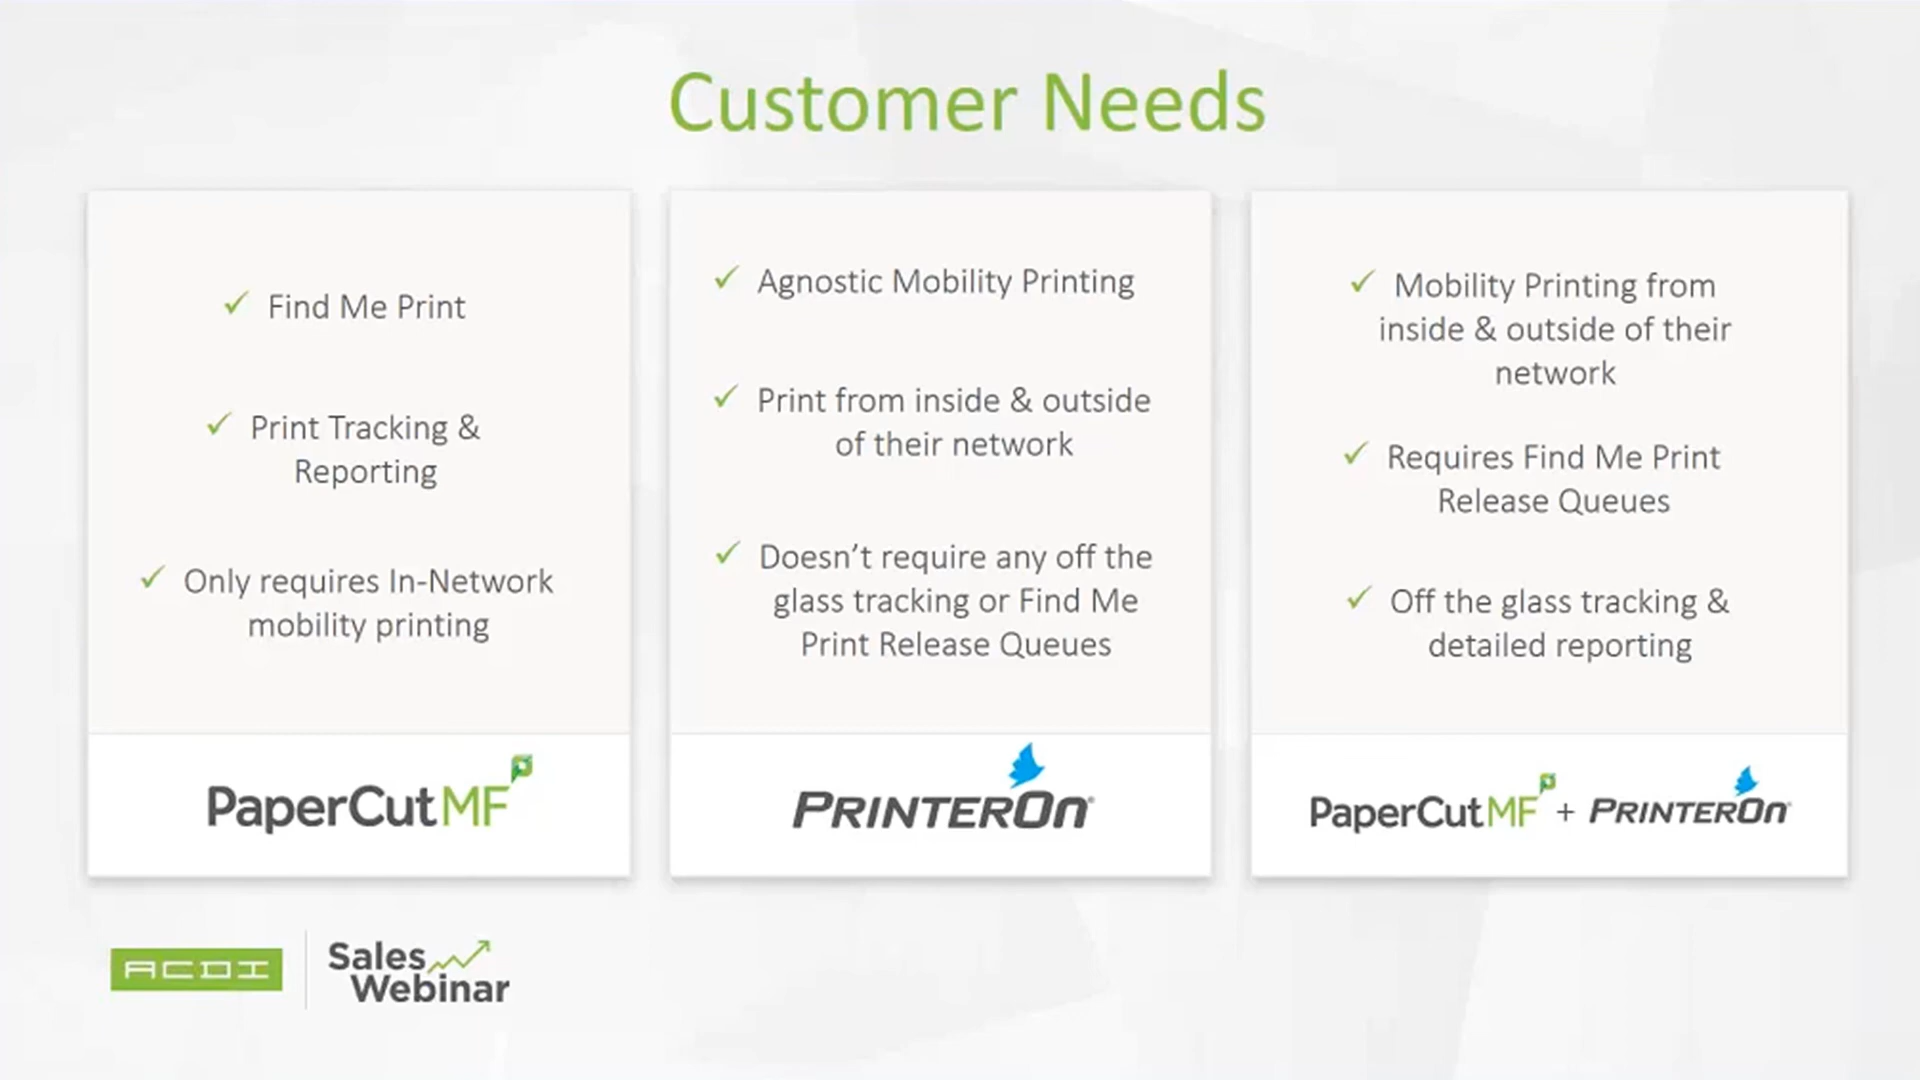 Customer Needs
✓ Find Me Print
✓ Print Tracking &
Reporting
✓ Only requires In-Network
mobility printing
PaperCut MF
✓ Agnostic Mobility Printing
✓ Print from inside & outside
of their network
✓ Doesn’t require any off the
glass tracking or Find Me
Print Release Queues
PRINTERON®
✓ Mobility Printing from
inside & outside of their
network
✓ Requires Find Me Print
Release Queues
✓ Off the glass tracking &
detailed reporting
PaperCut MF + PRINTERON®
ACDI
Sales
Webinar